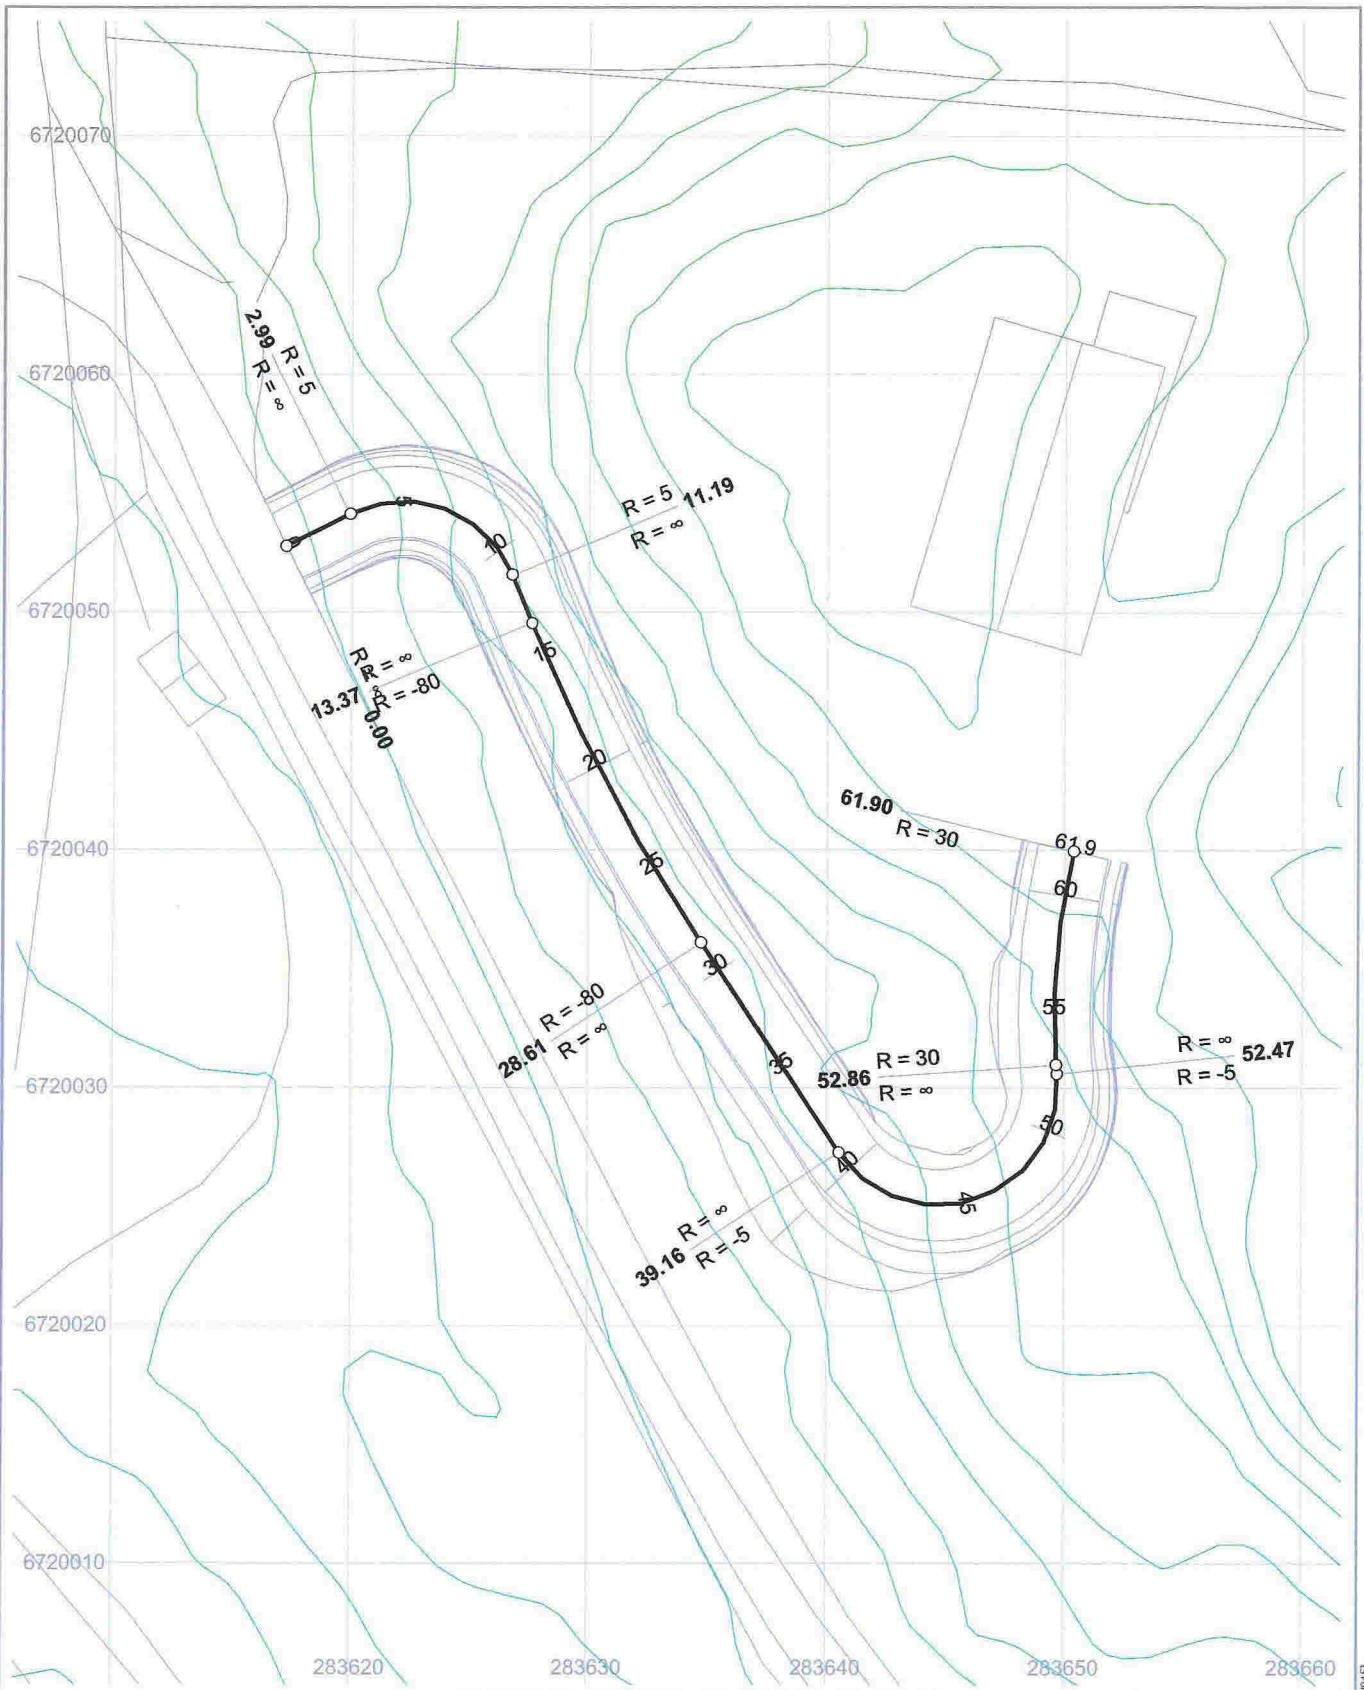 6720070
2.99
R = 5
R = ∞
6720060
5
R = 5
11.19
R = ∞
10
0
6720050
15
R = ∞
R = ∞
13.37
R = -80
0.00
20
61.90
R = 30
6720040
61.9
25
60
30
R = -80
28.61
R = ∞
55
35
R = ∞
52.47
R = -5
R = 30
52.86
R = ∞
6720030
50
40
45
R = ∞
39.16
R = -5
6720020
6720010
283620
283630
283640
283650
283660